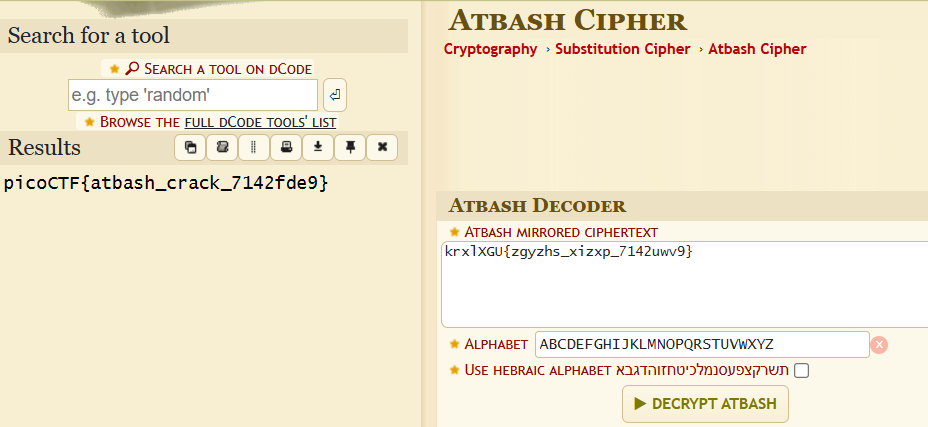 Search for a tool
Search a tool on dCode
e.g. type 'random'
Browse the full dCode tools' list
Results
picoCTF{atbash_crack_7142fde9}
Atbash Cipher
Cryptography › Substitution Cipher › Atbash Cipher
Atbash Decoder
Atbash mirrored ciphertext
krxlXGU{zgyzhs_xizxp_7142uwv9}
Alphabet ABCDEFGHIJKLMNOPQRSTUVWXYZ
Use hebraic alphabet תשרקצפעסנמלכיטחזוהדגבא
▶ DECRYPT ATBASH